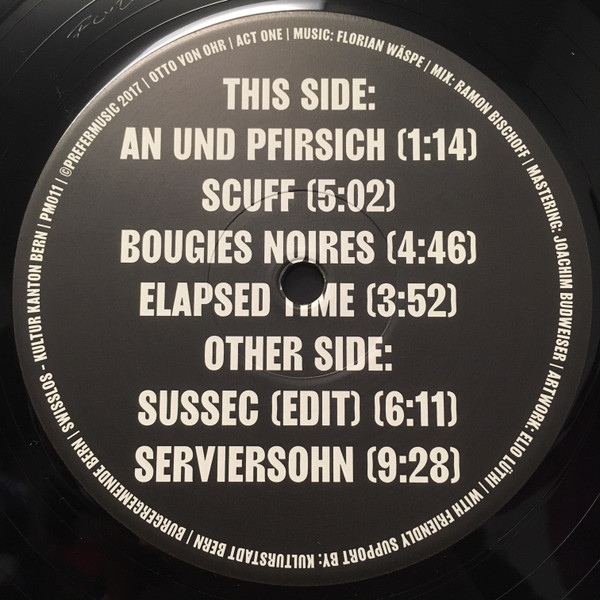 THIS SIDE:
AN UND PFIRSICH (1:14)
SCUFF (5:02)
BOUGIES NOIRES (4:46)
ELAPSED TIME (3:52)
OTHER SIDE:
SUSSEC (EDIT) (6:11)
SERVIERSOHN (9:28)
PM011 | ©PREFERMUSIC 2017 | OTTO VON OHR | ACT ONE | MUSIC: FLORIAN WÄSPE | MIX: RAMON BISCHOFF | MASTERING: JOACHIM BUDWEISER | ARTWORK: ELIO LÜTHI | WITH FRIENDLY SUPPORT BY: KULTURSTADT BERN | BURGERGEMEINDE BERN | SWISSLOS - KULTUR KANTON BERN |